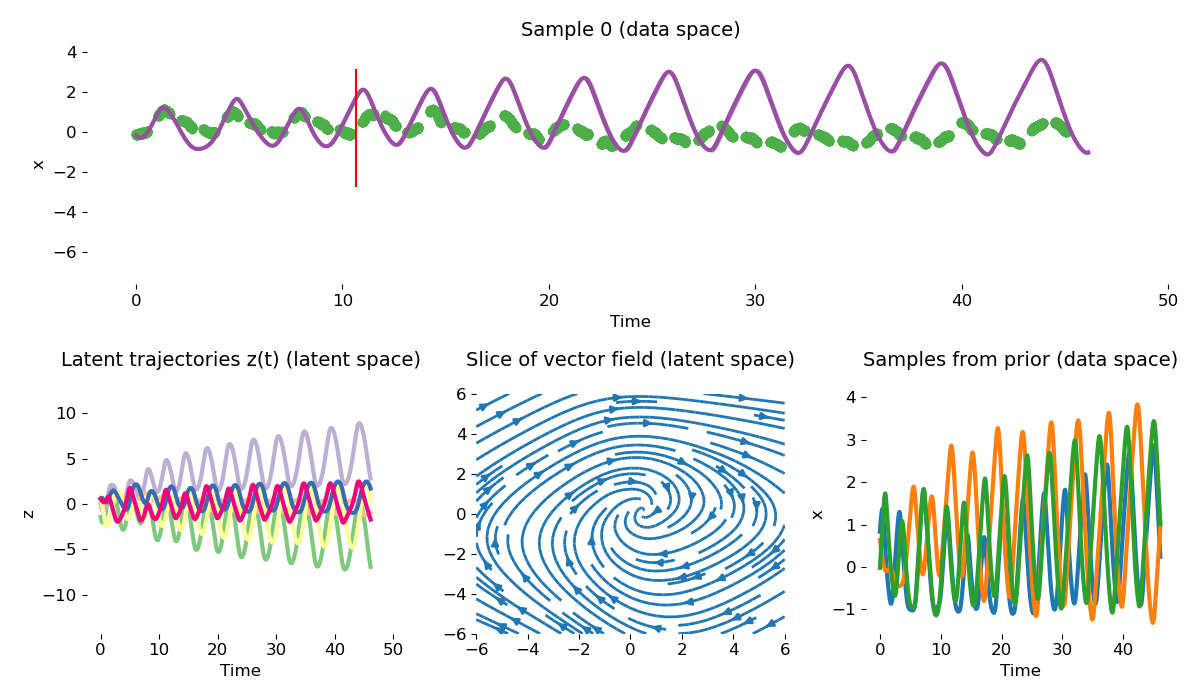 Sample 0 (data space)
4
2
0
−2
−4
−6
x
0 10 20 30 40 50
Time
Latent trajectories z(t) (latent space)
10
5
0
−5
−10
z
0 10 20 30 40 50
Time
Slice of vector field (latent space)
6
4
2
0
−2
−4
−6
−6 −4 −2 0 2 4 6
Samples from prior (data space)
4
3
2
1
0
−1
x
0 10 20 30 40
Time